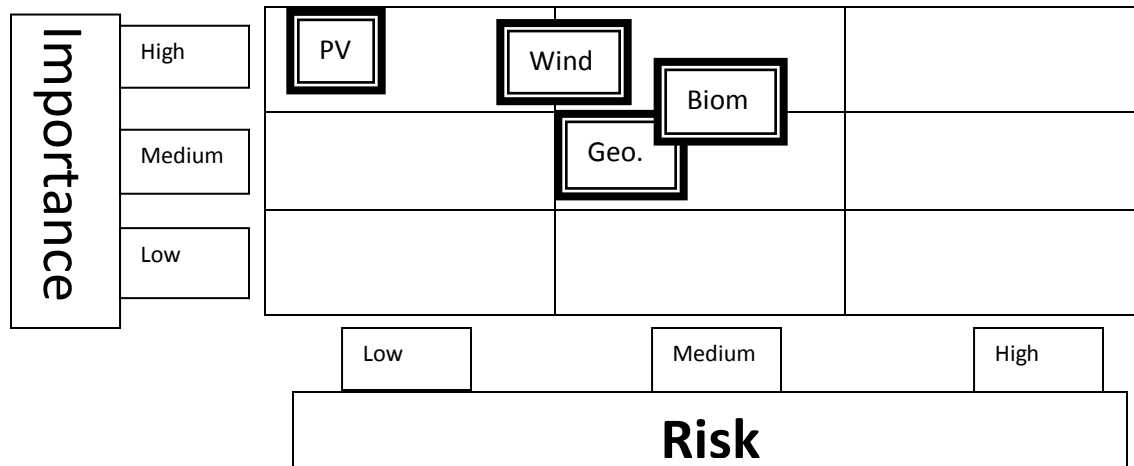 Importance
High
Medium
Low
PV
Wind
Biom
Geo.
Low
Medium
High
Risk